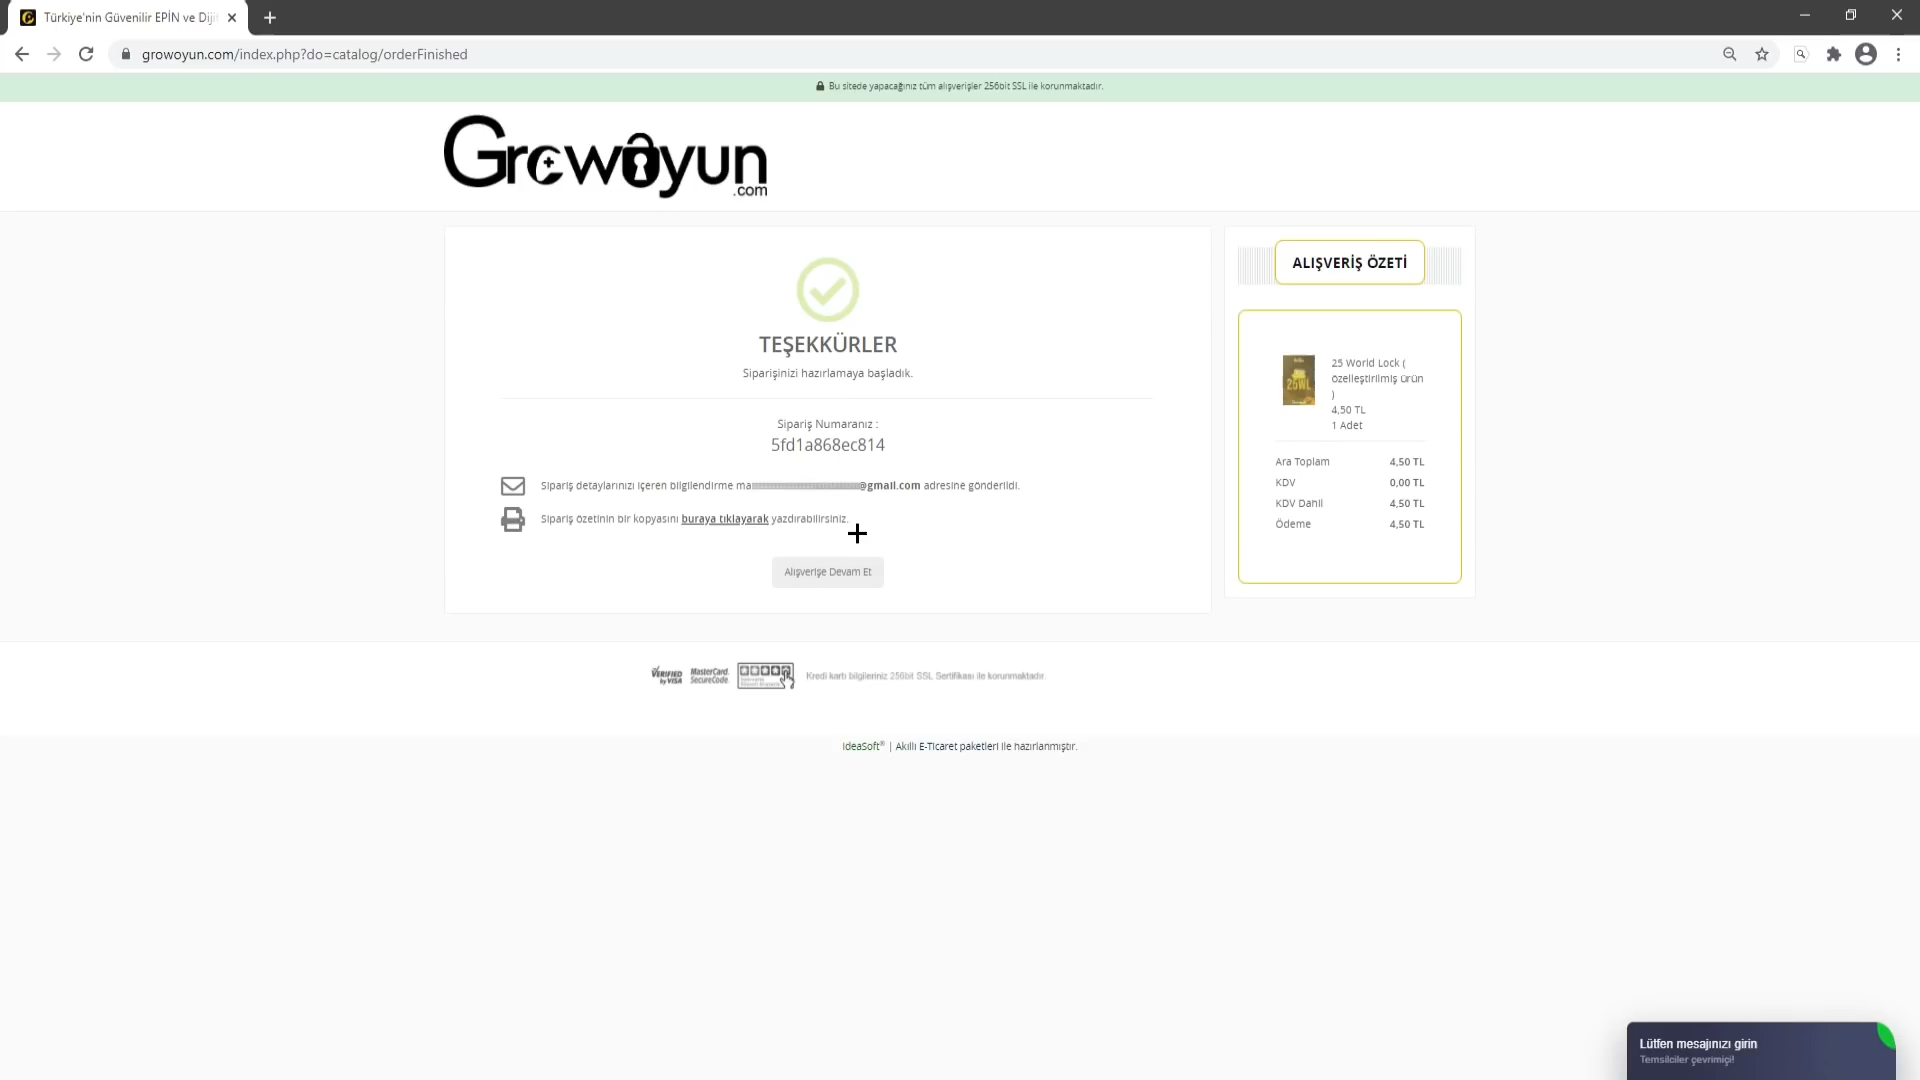 Türkiye'nin Güvenilir EPİN ve Diji
growoyun.com/index.php?do=catalog/orderFinished
Bu sitede yapacağınız tüm alışverişler 256bit SSL ile korunmaktadır.
Growoyun
.com
TEŞEKKÜRLER
Siparişinizi hazırlamaya başladık.
Sipariş Numaranız :
5fd1a868ec814
Sipariş detaylarınızı içeren bilgilendirme ma @gmail.com adresine gönderildi.
Sipariş özetinin bir kopyasını buraya tıklayarak yazdırabilirsiniz.
Alışverişe Devam Et
ALIŞVERİŞ ÖZETİ
25WL
25 World Lock (
özelleştirilmiş ürün
)
4,50 TL
1 Adet
Ara Toplam 4,50 TL
KDV 0,00 TL
KDV Dahil 4,50 TL
Ödeme 4,50 TL
VERIFIED
by VISA
MasterCard.
SecureCode.
Kredi kartı bilgileriniz 256bit SSL Sertifikası ile korunmaktadır.
IdeaSoft® | Akıllı E-Ticaret paketleri ile hazırlanmıştır.
Lütfen mesajınızı girin
Temsilciler çevrimiçi!